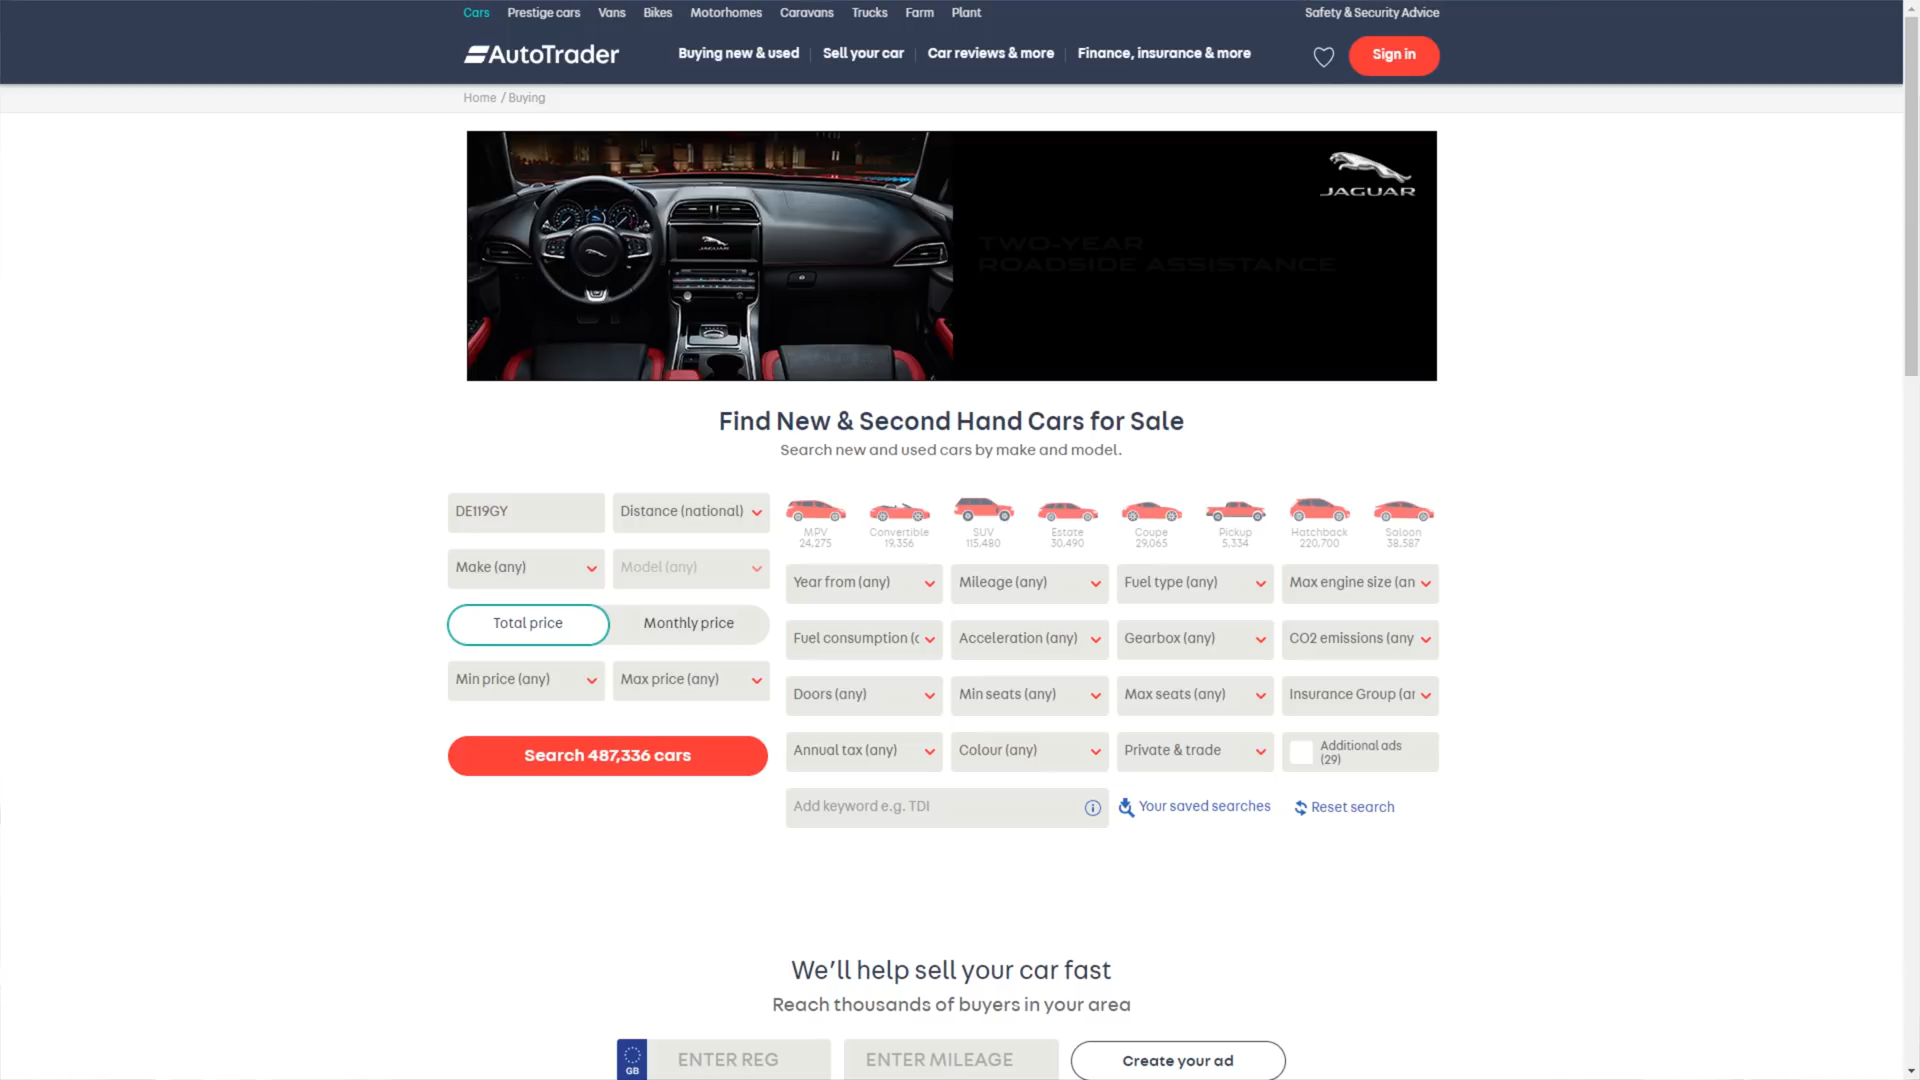 Cars Prestige cars Vans Bikes Motorhomes Caravans Trucks Farm Plant Safety & Security Advice
AutoTrader Buying new & used Sell your car Car reviews & more Finance, insurance & more Sign in
Home / Buying
JAGUAR
JAGUAR
TWO-YEAR
ROADSIDE ASSISTANCE
Find New & Second Hand Cars for Sale
Search new and used cars by make and model.
DE119GY Distance (national)
Make (any) Model (any)
Total price Monthly price
Min price (any) Max price (any)
Search 487,336 cars
MPV Convertible SUV Estate Coupe Pickup Hatchback Saloon
24,275 19,356 115,480 30,490 29,065 5,334 220,700 38,587
Year from (any) Mileage (any) Fuel type (any) Max engine size (an
Fuel consumption (c Acceleration (any) Gearbox (any) CO2 emissions (any
Doors (any) Min seats (any) Max seats (any) Insurance Group (ar
Annual tax (any) Colour (any) Private & trade Additional ads
(29)
Add keyword e.g. TDI Your saved searches Reset search
We'll help sell your car fast
Reach thousands of buyers in your area
GB ENTER REG ENTER MILEAGE Create your ad